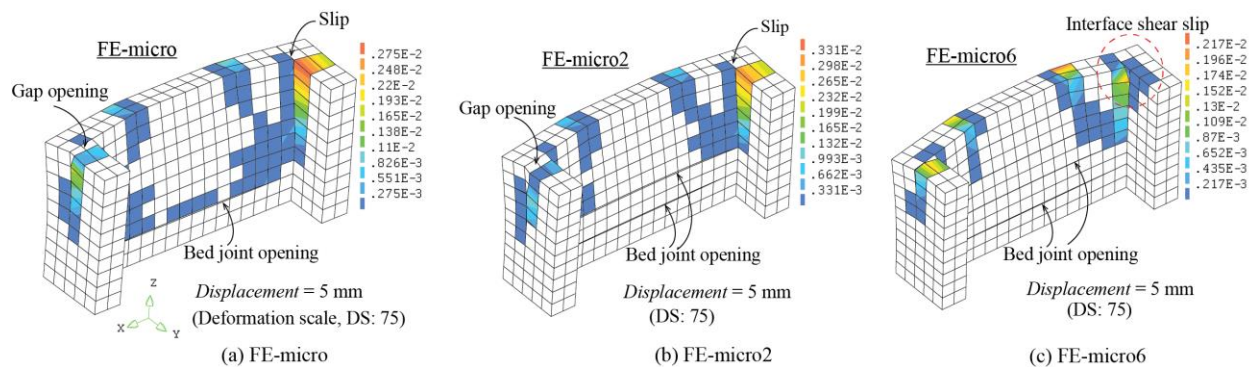 FE-micro
Slip
Gap opening
.275E-2
.248E-2
.22E-2
.193E-2
.165E-2
.138E-2
.11E-2
.826E-3
.551E-3
.275E-3
Bed joint opening
Z
X
Y
Displacement = 5 mm
(Deformation scale, DS: 75)
(a) FE-micro
FE-micro2
Slip
Gap opening
.331E-2
.298E-2
.265E-2
.232E-2
.199E-2
.165E-2
.132E-2
.993E-3
.662E-3
.331E-3
Bed joint opening
Displacement = 5 mm
(DS: 75)
(b) FE-micro2
Interface shear slip
FE-micro6
.217E-2
.196E-2
.174E-2
.152E-2
.13E-2
.109E-2
.87E-3
.652E-3
.435E-3
.217E-3
Bed joint opening
Displacement = 5 mm
(DS: 75)
(c) FE-micro6